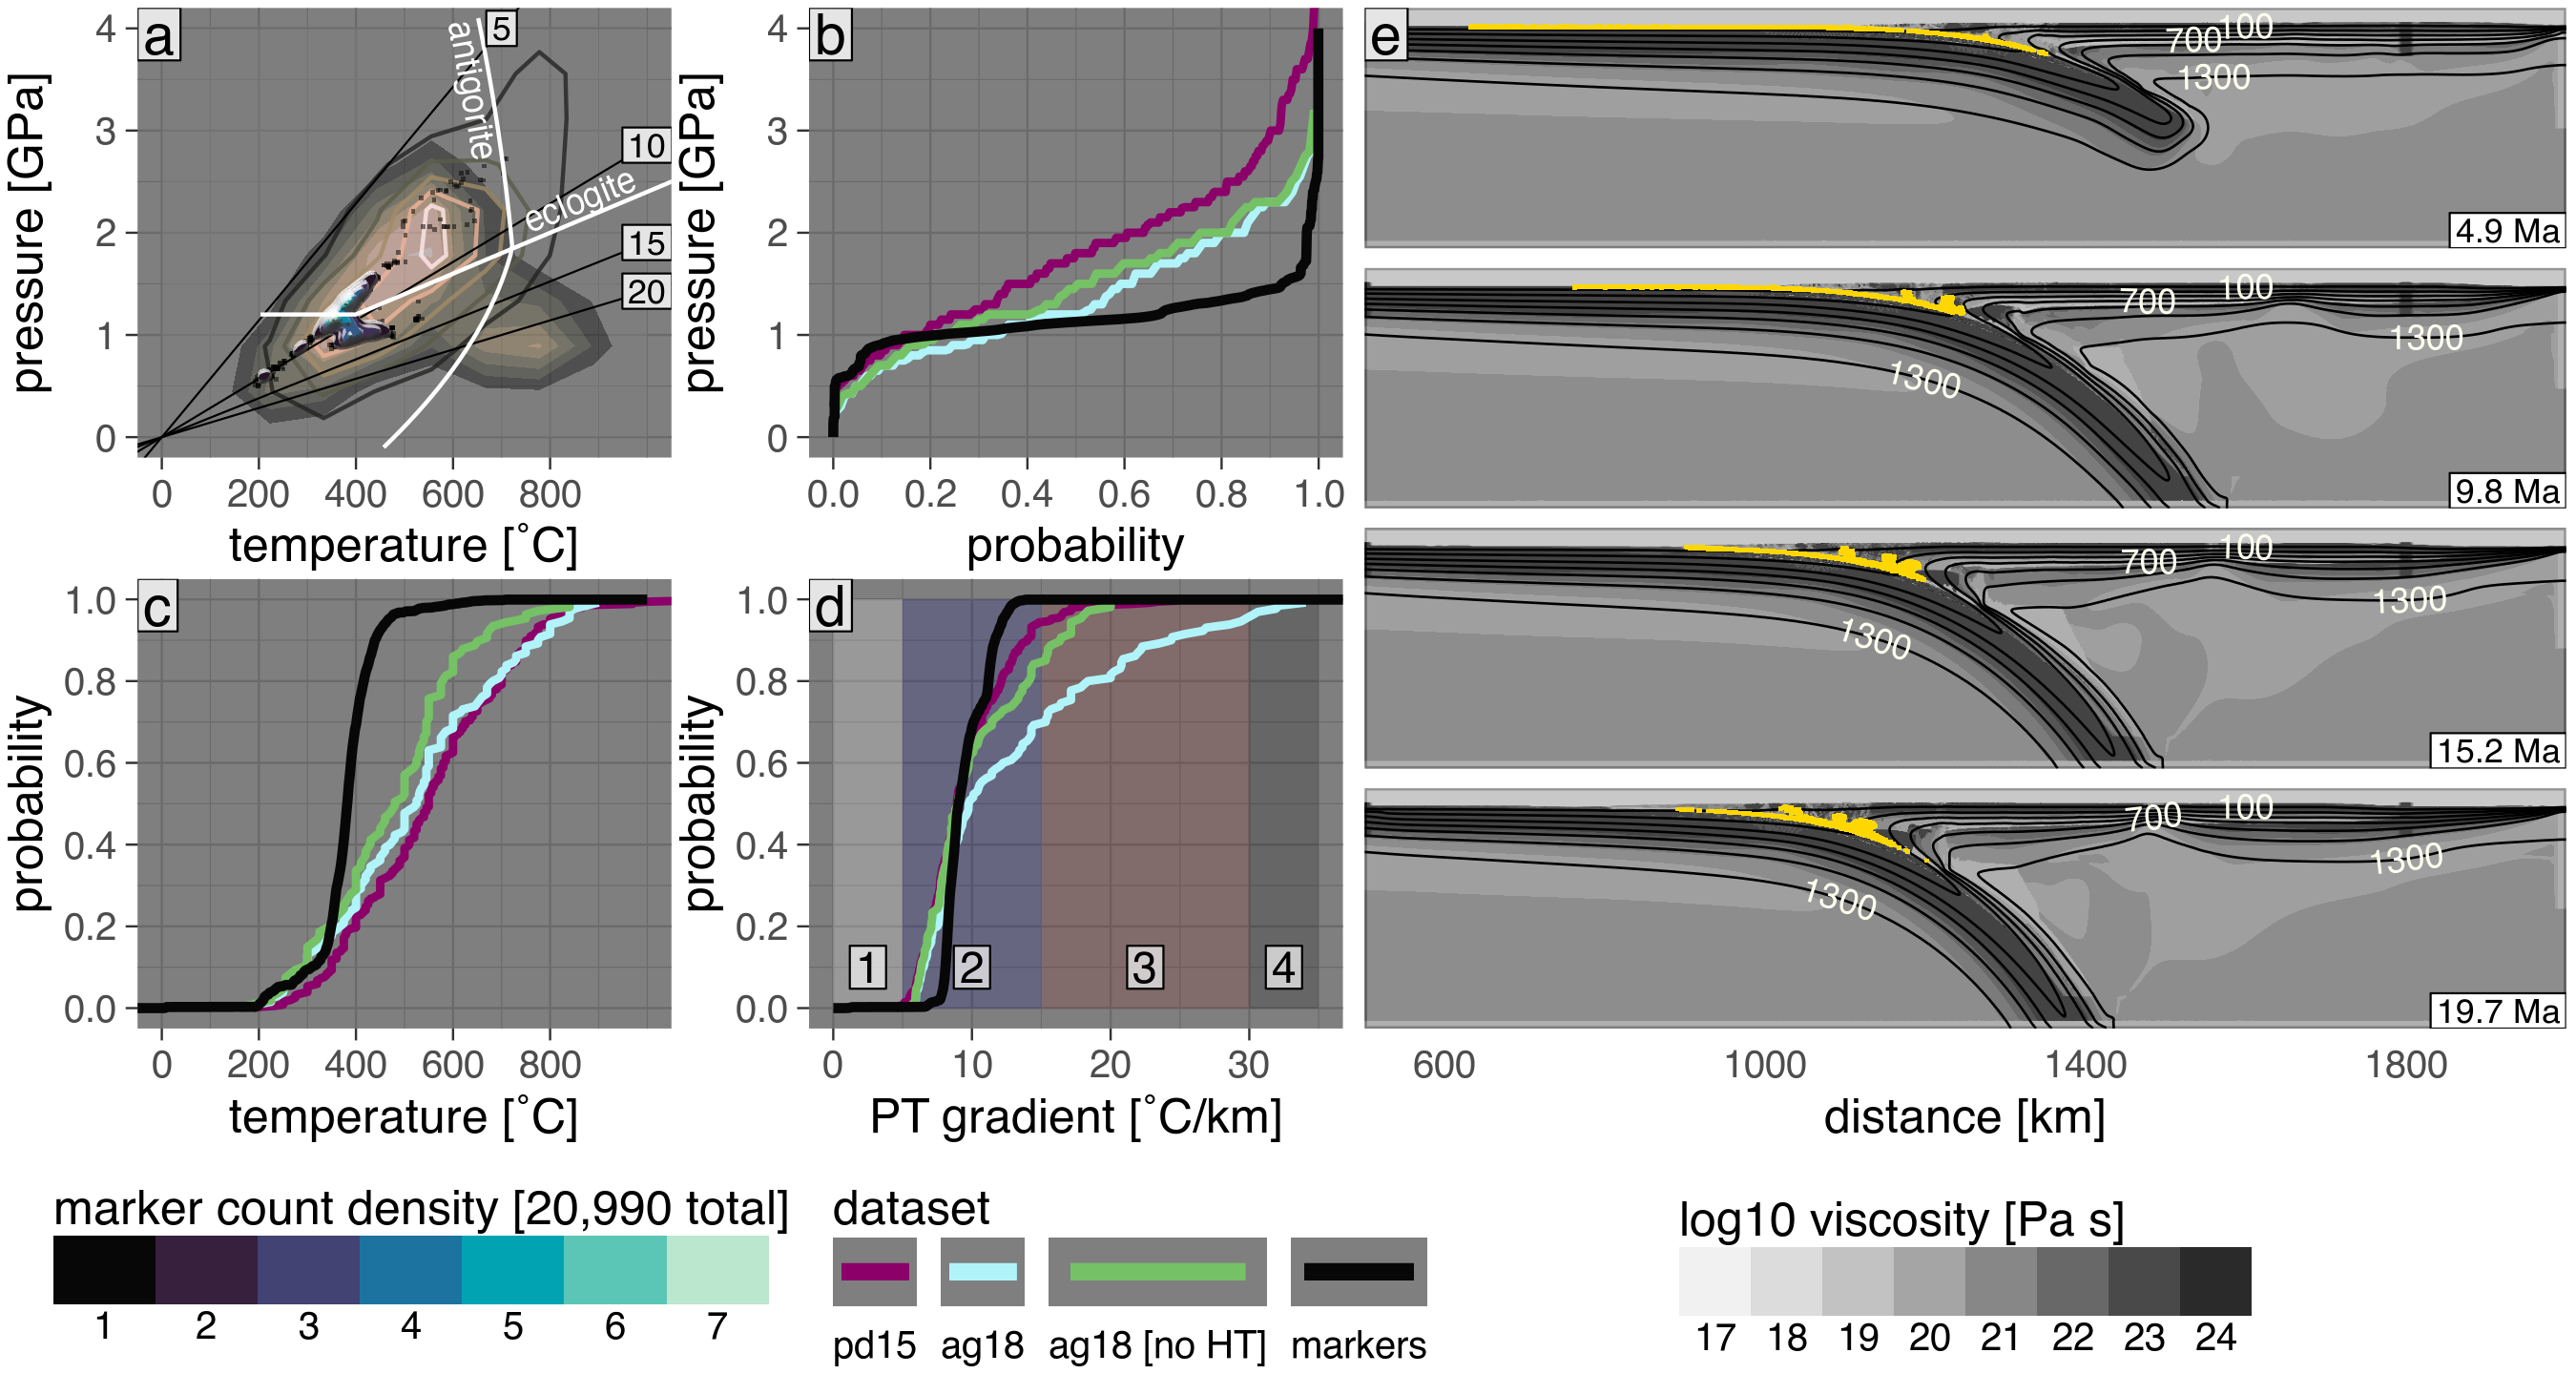 a
pressure [GPa]
4
3
2
1
0
antigorite
eclogite
5
10
15
20
0 200 400 600 800
temperature [˚C]
b
pressure [GPa]
4
3
2
1
0
0.0 0.2 0.4 0.6 0.8 1.0
probability
c
probability
1.0
0.8
0.6
0.4
0.2
0.0
0 200 400 600 800
temperature [˚C]
d
probability
1.0
0.8
0.6
0.4
0.2
0.0
1 2 3 4
0 10 20 30
PT gradient [˚C/km]
e
100
700
1300
4.9 Ma
100
700
1300
1300
9.8 Ma
100
700
1300
1300
15.2 Ma
100
700
1300
1300
19.7 Ma
600 1000 1400 1800
distance [km]
marker count density [20,990 total]
1 2 3 4 5 6 7
dataset
pd15 ag18 ag18 [no HT] markers
log10 viscosity [Pa s]
17 18 19 20 21 22 23 24